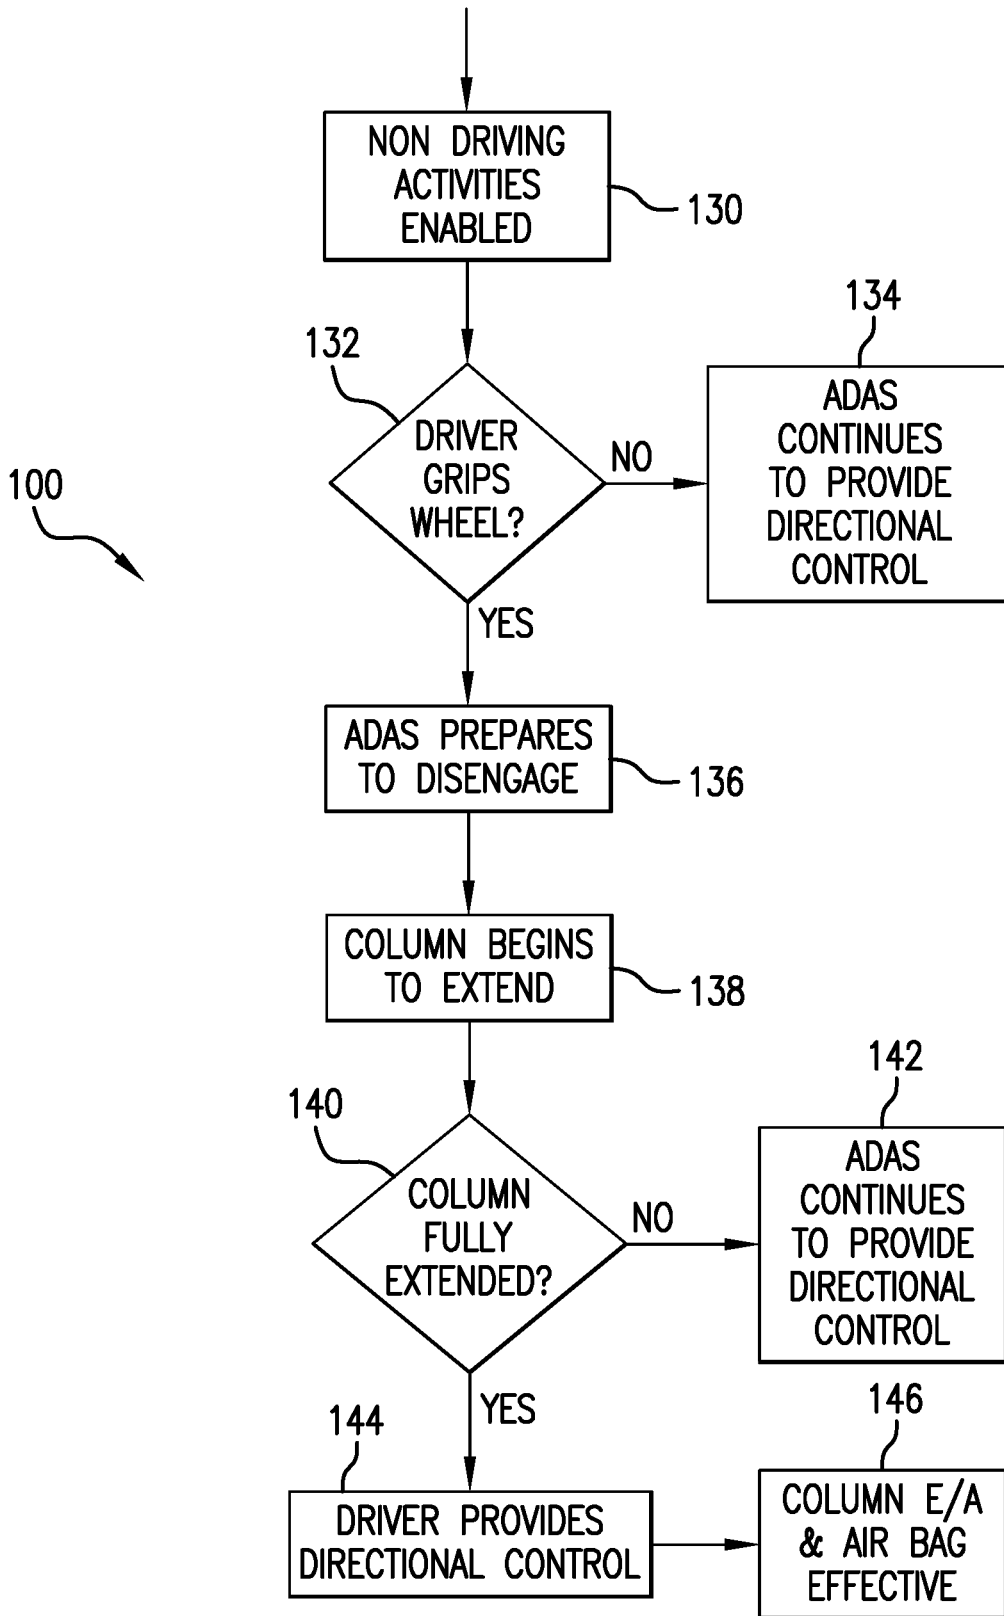 NON DRIVING
ACTIVITIES
ENABLED
130
132
DRIVER
GRIPS
WHEEL?
NO
134
ADAS
CONTINUES
TO PROVIDE
DIRECTIONAL
CONTROL
100
YES
ADAS PREPARES
TO DISENGAGE
136
COLUMN BEGINS
TO EXTEND
138
140
COLUMN
FULLY
EXTENDED?
NO
142
ADAS
CONTINUES
TO PROVIDE
DIRECTIONAL
CONTROL
YES
144
DRIVER PROVIDES
DIRECTIONAL CONTROL
146
COLUMN E/A
& AIR BAG
EFFECTIVE